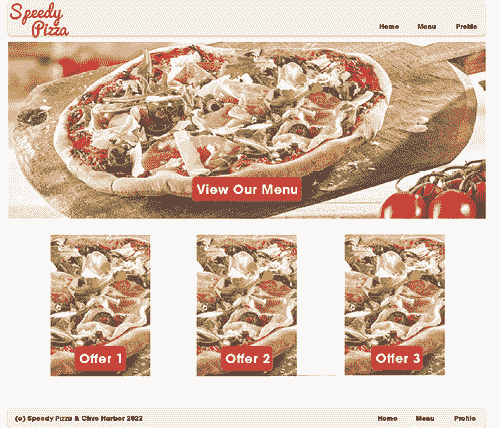 Speedy
Pizza
Home Menu Profile
View Our Menu
Offer 1 Offer 2 Offer 3
(c) Speedy Pizza & Clive Harber 2022 Home Menu Profile